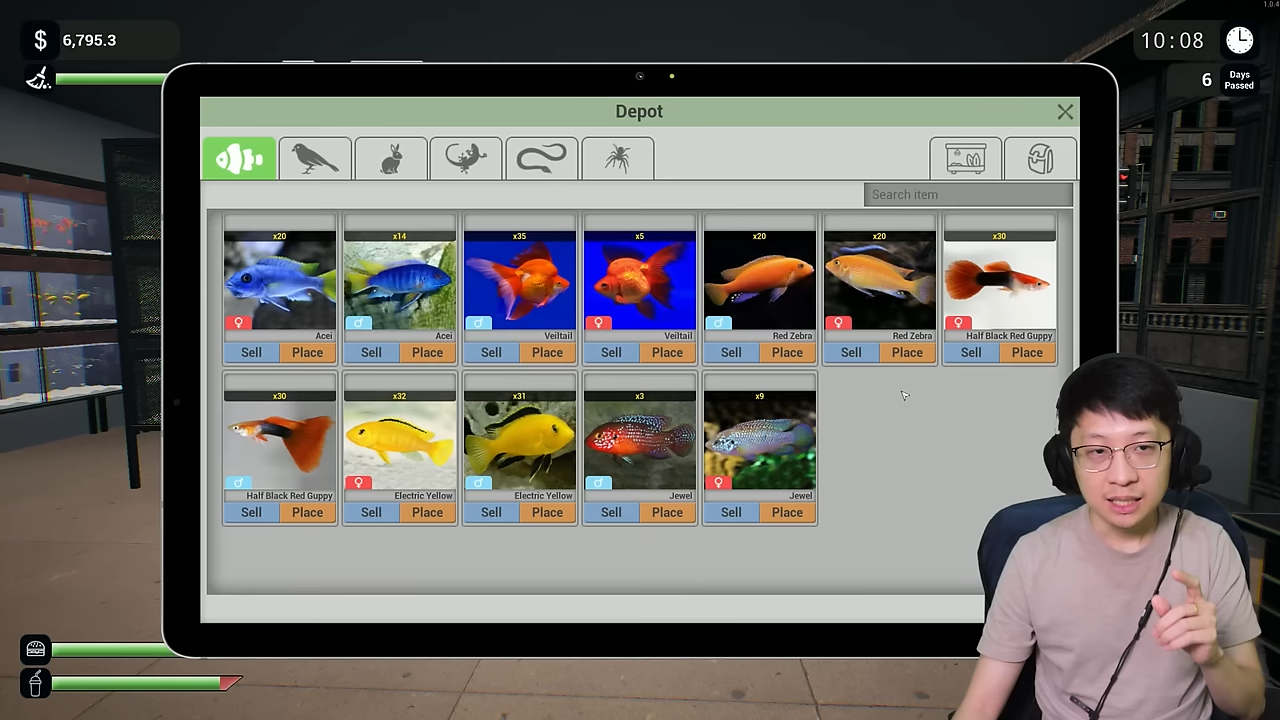 1.0.4
$ 6,795.3
10:08
6 Days Passed
Depot
Search item
x20 x14 x35 x5 x20 x20 x30
Acei Acei Veiltail Veiltail Red Zebra Red Zebra Half Black Red Guppy
Sell Place Sell Place Sell Place Sell Place Sell Place Sell Place Sell Place
x30 x32 x31 x3 x9
Half Black Red Guppy Electric Yellow Electric Yellow Jewel Jewel
Sell Place Sell Place Sell Place Sell Place Sell Place